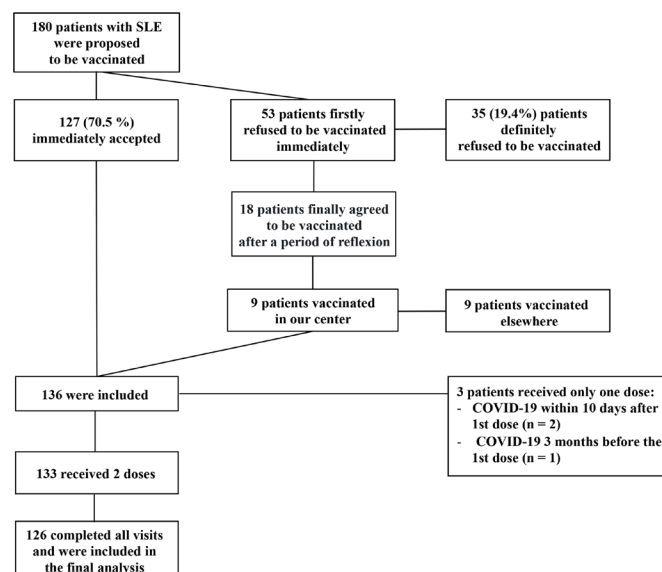 180 patients with SLE
were proposed
to be vaccinated
127 (70.5 %)
immediately accepted
53 patients firstly
refused to be vaccinated
immediately
35 (19.4%) patients
definitely
refused to be vaccinated
18 patients finally agreed
to be vaccinated
after a period of reflexion
9 patients vaccinated
in our center
9 patients vaccinated
elsewhere
136 were included
3 patients received only one dose:
- COVID-19 within 10 days after
1st dose (n = 2)
- COVID-19 3 months before the
1st dose (n = 1)
133 received 2 doses
126 completed all visits
and were included in
the final analysis